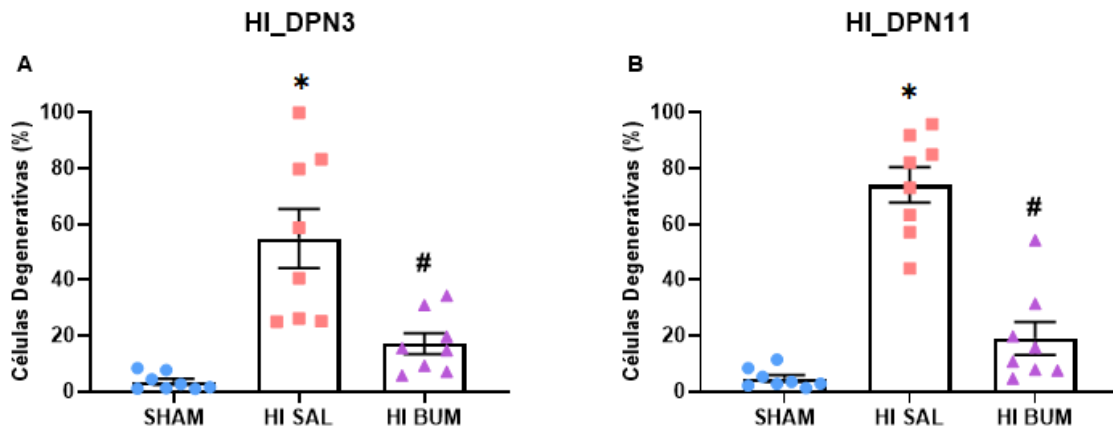 HI_DPN3
A
*
#
Células Degenerativas (%)
100
80
60
40
20
0
SHAM HI SAL HI BUM
HI_DPN11
B
*
#
Células Degenerativas (%)
100
80
60
40
20
0
SHAM HI SAL HI BUM